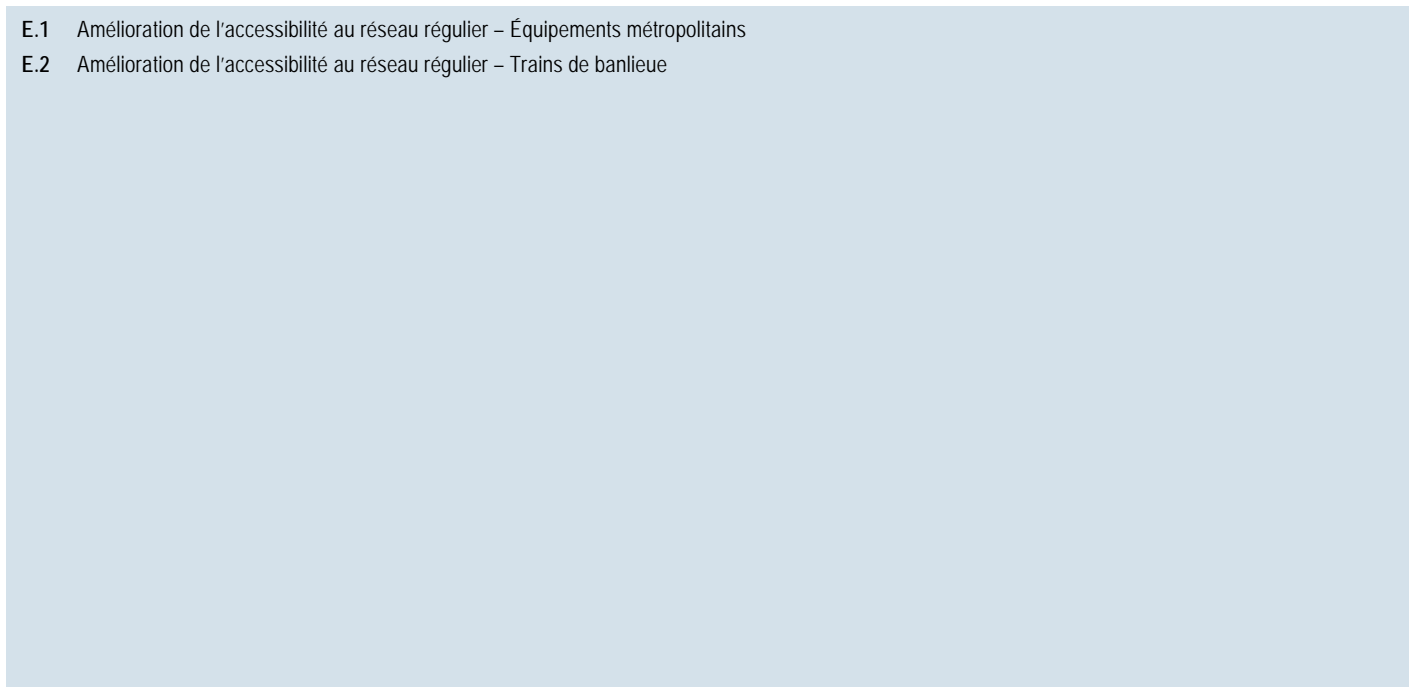 E.1 Amélioration de l’accessibilité au réseau régulier – Équipements métropolitains
E.2 Amélioration de l’accessibilité au réseau régulier – Trains de banlieue